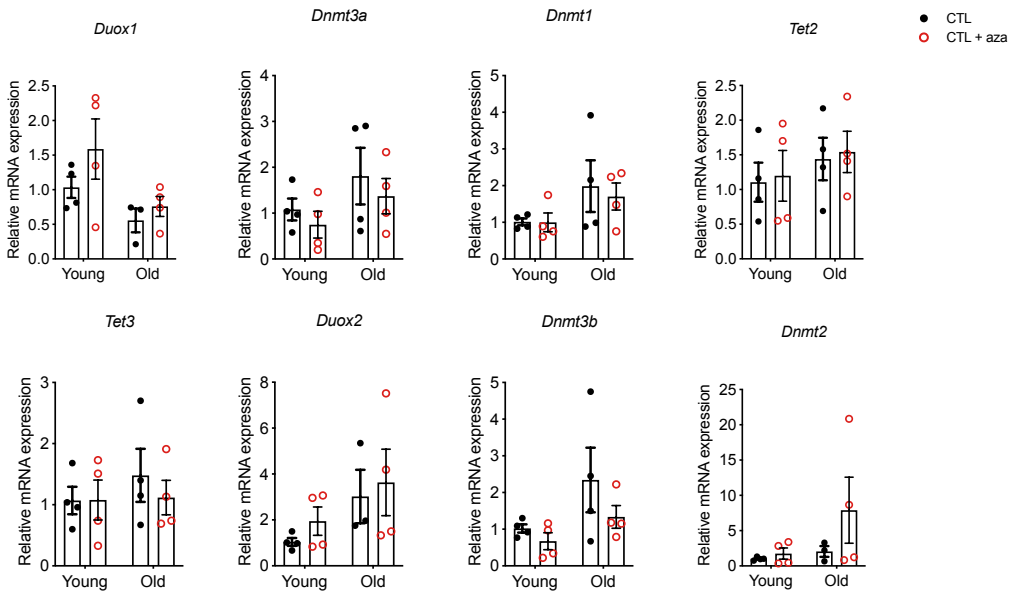 Duox1
Relative mRNA expression
2.5
2.0
1.5
1.0
0.5
0.0
Young Old
Dnmt3a
Relative mRNA expression
4
3
2
1
0
Young Old
Dnmt1
Relative mRNA expression
5
4
3
2
1
0
Young Old
Tet2
Relative mRNA expression
2.5
2.0
1.5
1.0
0.5
0.0
Young Old
CTL
CTL + aza
Tet3
Relative mRNA expression
3
2
1
0
Young Old
Duox2
Relative mRNA expression
8
6
4
2
0
Young Old
Dnmt3b
Relative mRNA expression
5
4
3
2
1
0
Young Old
Dnmt2
Relative mRNA expression
25
20
15
10
5
0
Young Old